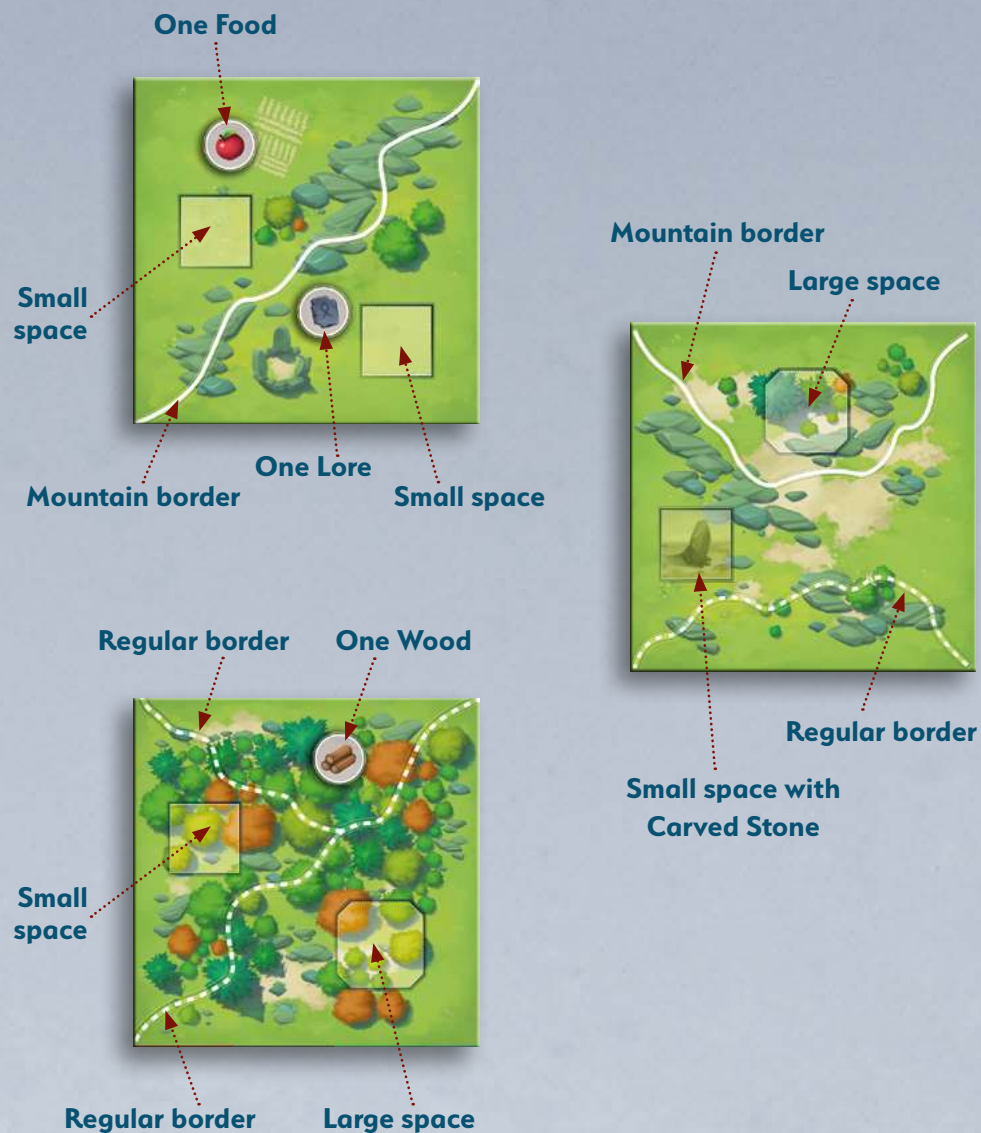 One Food
Small
space
Mountain border
One Lore
Small space
Mountain border
Large space
Regular border
Small space with
Carved Stone
Regular border
One Wood
Small
space
Regular border
Large space